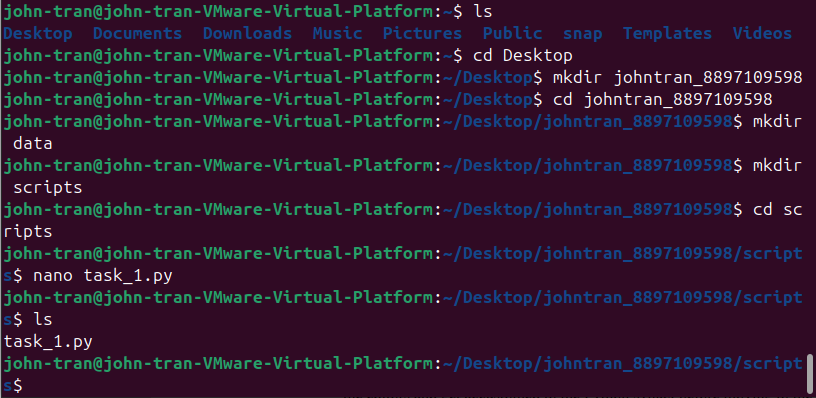 john-tran@john-tran-VMware-Virtual-Platform:~$ ls
Desktop  Documents  Downloads  Music  Pictures  Public  snap  Templates  Videos
john-tran@john-tran-VMware-Virtual-Platform:~$ cd Desktop
john-tran@john-tran-VMware-Virtual-Platform:~/Desktop$ mkdir johntran_8897109598
john-tran@john-tran-VMware-Virtual-Platform:~/Desktop$ cd johntran_8897109598
john-tran@john-tran-VMware-Virtual-Platform:~/Desktop/johntran_8897109598$ mkdir
 data
john-tran@john-tran-VMware-Virtual-Platform:~/Desktop/johntran_8897109598$ mkdir
 scripts
john-tran@john-tran-VMware-Virtual-Platform:~/Desktop/johntran_8897109598$ cd sc
ripts
john-tran@john-tran-VMware-Virtual-Platform:~/Desktop/johntran_8897109598/script
s$ nano task_1.py
john-tran@john-tran-VMware-Virtual-Platform:~/Desktop/johntran_8897109598/script
s$ ls
task_1.py
john-tran@john-tran-VMware-Virtual-Platform:~/Desktop/johntran_8897109598/script
s$